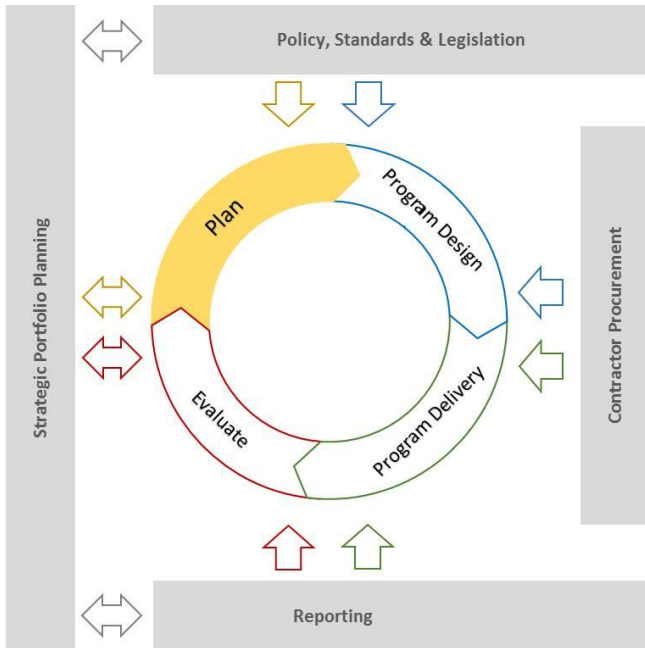 Policy, Standards & Legislation
Strategic Portfolio Planning
Plan
Program Design
Contractor Procurement
Evaluate
Program Delivery
Reporting